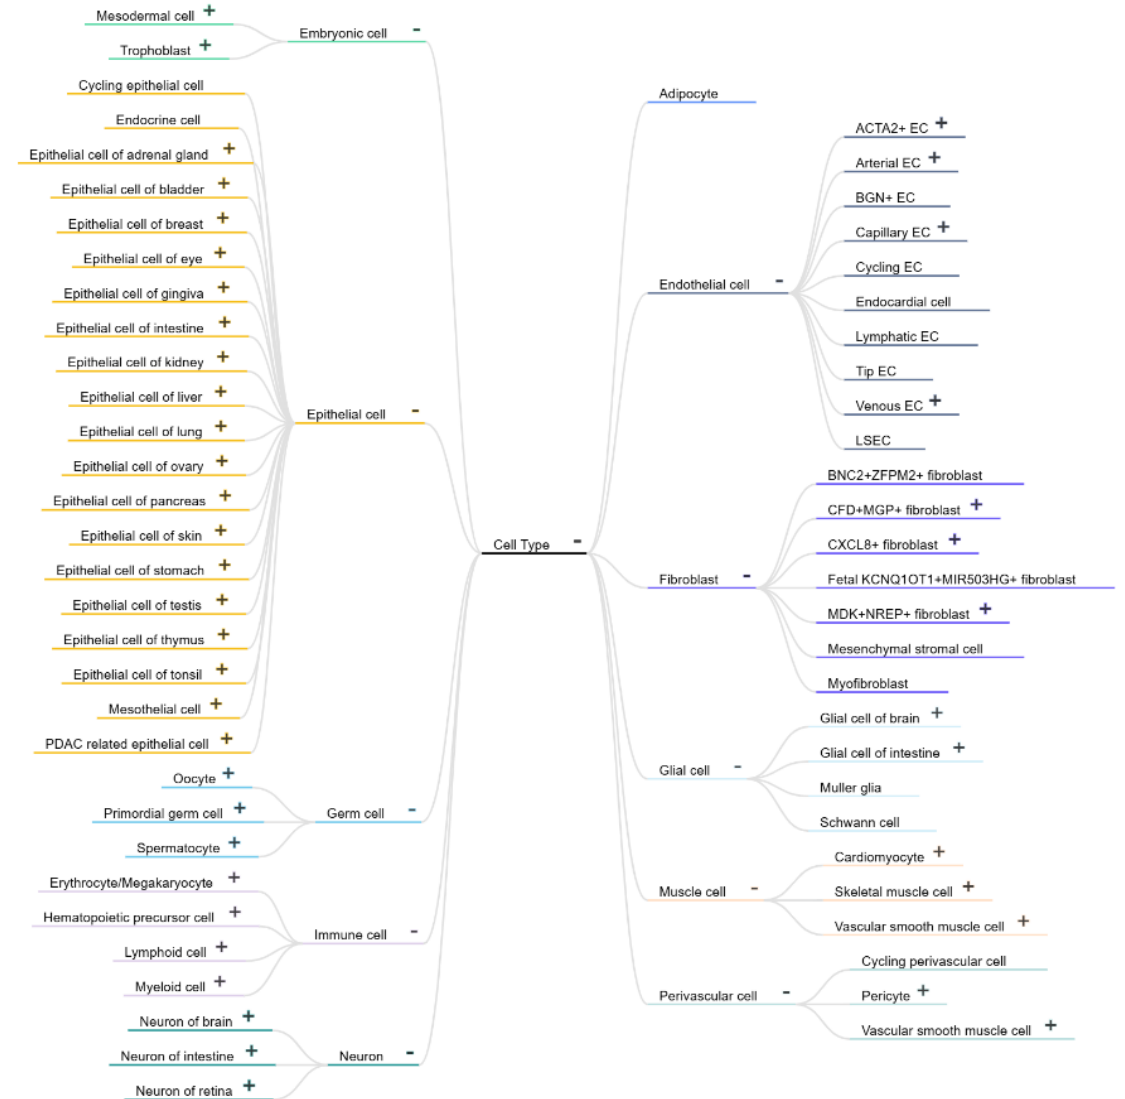 Mesodermal cell +
Trophoblast +
Embryonic cell -
Cycling epithelial cell
Endocrine cell
Epithelial cell of adrenal gland +
Epithelial cell of bladder +
Epithelial cell of breast +
Epithelial cell of eye +
Epithelial cell of gingiva +
Epithelial cell of intestine +
Epithelial cell of kidney +
Epithelial cell of liver +
Epithelial cell of lung +
Epithelial cell of ovary +
Epithelial cell of pancreas +
Epithelial cell of skin +
Epithelial cell of stomach +
Epithelial cell of testis +
Epithelial cell of thymus +
Epithelial cell of tonsil +
Mesothelial cell +
PDAC related epithelial cell +
Epithelial cell -
Oocyte +
Primordial germ cell +
Spermatocyte +
Germ cell -
Erythrocyte/Megakaryocyte +
Hematopoietic precursor cell +
Lymphoid cell +
Myeloid cell +
Immune cell -
Neuron of brain +
Neuron of intestine +
Neuron of retina +
Neuron -
Cell Type -
Adipocyte
Endothelial cell -
ACTA2+ EC +
Arterial EC +
BGN+ EC
Capillary EC +
Cycling EC
Endocardial cell
Lymphatic EC
Tip EC
Venous EC +
LSEC
Fibroblast -
BNC2+ZFPM2+ fibroblast
CFD+MGP+ fibroblast +
CXCL8+ fibroblast +
Fetal KCNQ1OT1+MIR503HG+ fibroblast
MDK+NREP+ fibroblast +
Mesenchymal stromal cell
Myofibroblast
Glial cell -
Glial cell of brain +
Glial cell of intestine +
Muller glia
Schwann cell
Muscle cell -
Cardiomyocyte +
Skeletal muscle cell +
Vascular smooth muscle cell +
Perivascular cell -
Cycling perivascular cell
Pericyte +
Vascular smooth muscle cell +